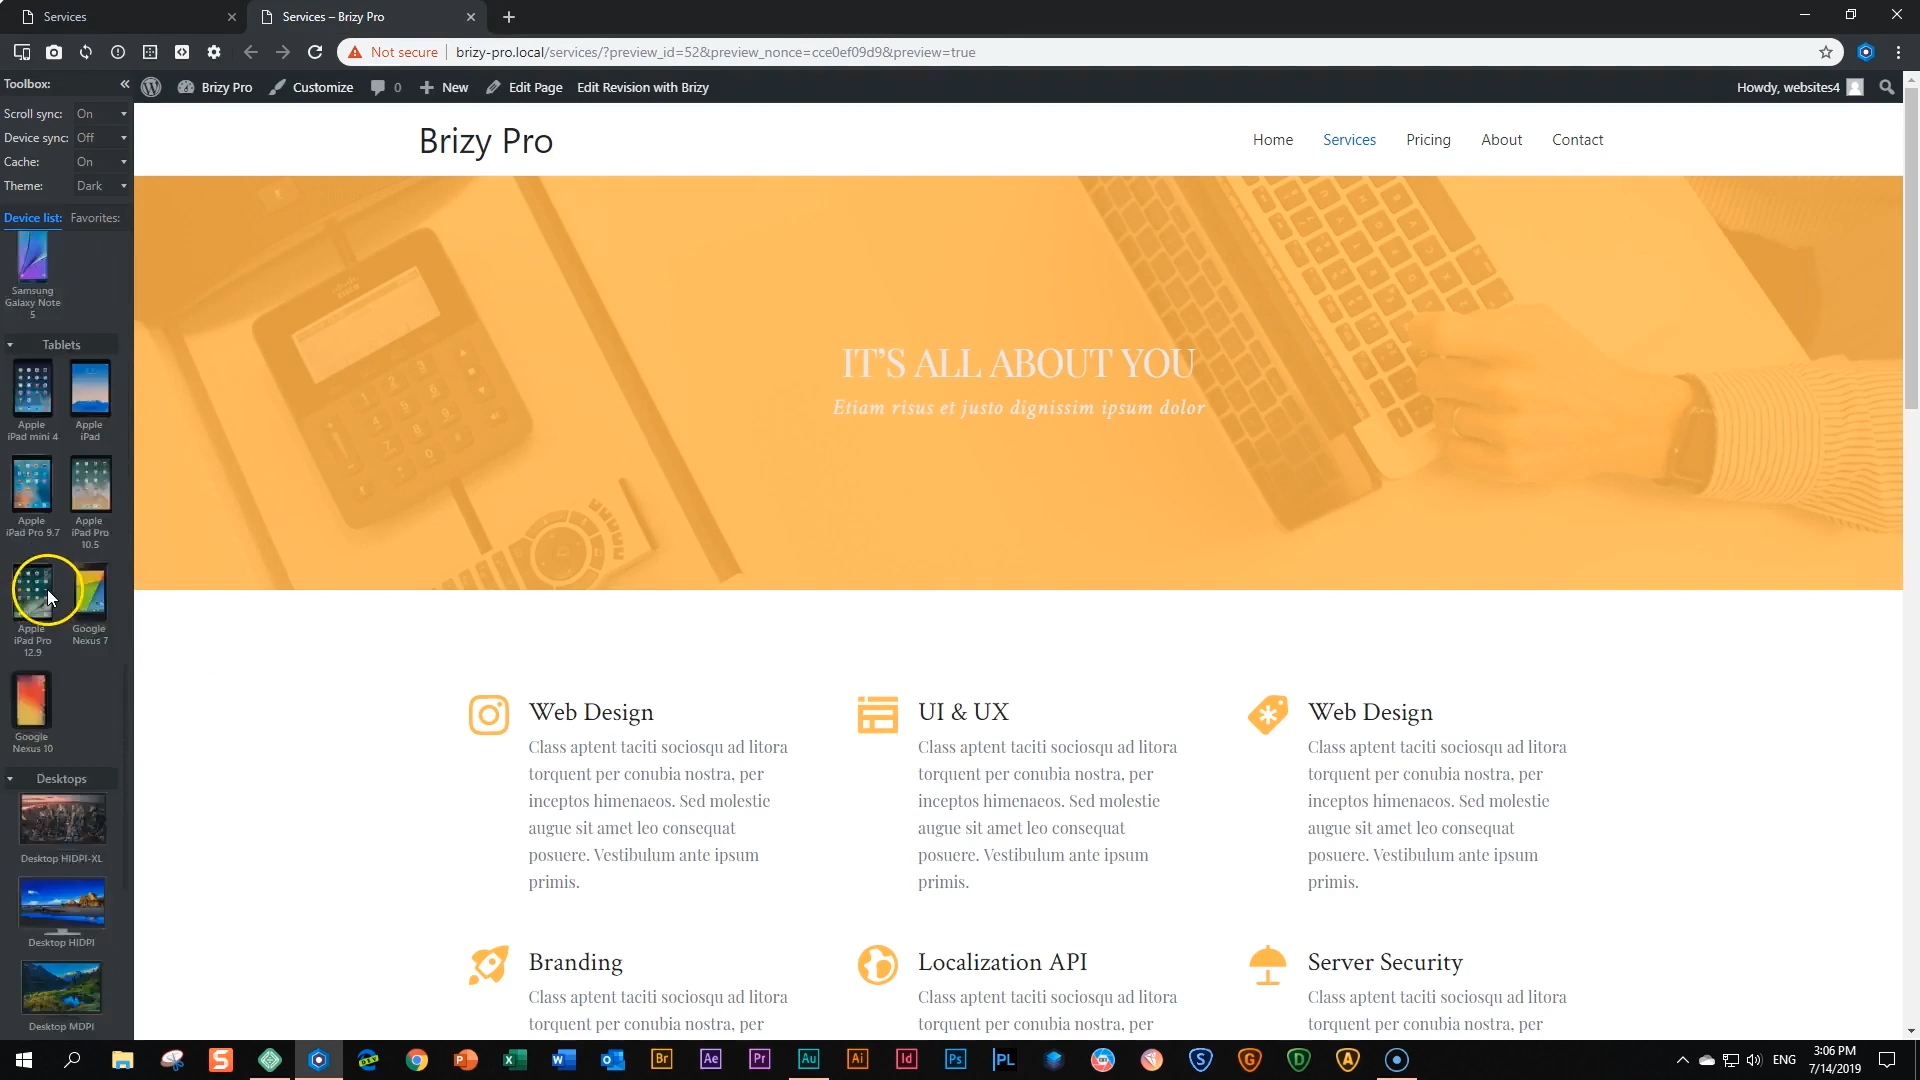 Services
Services – Brizy Pro
Not secure
brizy-pro.local/services/?preview_id=52&preview_nonce=cce0ef09d9&preview=true
Toolbox:
Brizy Pro
Customize
0
New
Edit Page
Edit Revision with Brizy
Howdy, websites4
Scroll sync: On
Device sync: Off
Cache: On
Theme: Dark
Device list: Favorites:
Samsung
Galaxy Note
5
Tablets
Apple
iPad mini 4
Apple
iPad
Apple
iPad Pro 9.7
Apple
iPad Pro
10.5
Apple
iPad Pro
12.9
Google
Nexus 7
Google
Nexus 10
Desktops
Desktop HIDPI-XL
Desktop HIDPI
Desktop MDPI
Brizy Pro
Home
Services
Pricing
About
Contact
IT'S ALL ABOUT YOU
Etiam risus et justo dignissim ipsum dolor
Web Design
Class aptent taciti sociosqu ad litora
torquent per conubia nostra, per
inceptos himenaeos. Sed molestie
augue sit amet leo consequat
posuere. Vestibulum ante ipsum
primis.
UI & UX
Class aptent taciti sociosqu ad litora
torquent per conubia nostra, per
inceptos himenaeos. Sed molestie
augue sit amet leo consequat
posuere. Vestibulum ante ipsum
primis.
Web Design
Class aptent taciti sociosqu ad litora
torquent per conubia nostra, per
inceptos himenaeos. Sed molestie
augue sit amet leo consequat
posuere. Vestibulum ante ipsum
primis.
Branding
Class aptent taciti sociosqu ad litora
torquent per conubia nostra, per
Localization API
Class aptent taciti sociosqu ad litora
torquent per conubia nostra, per
Server Security
Class aptent taciti sociosqu ad litora
torquent per conubia nostra, per
Br
Ae
Pr
Au
Ai
Id
Ps
PL
S
G
D
A
ENG
3:06 PM
7/14/2019